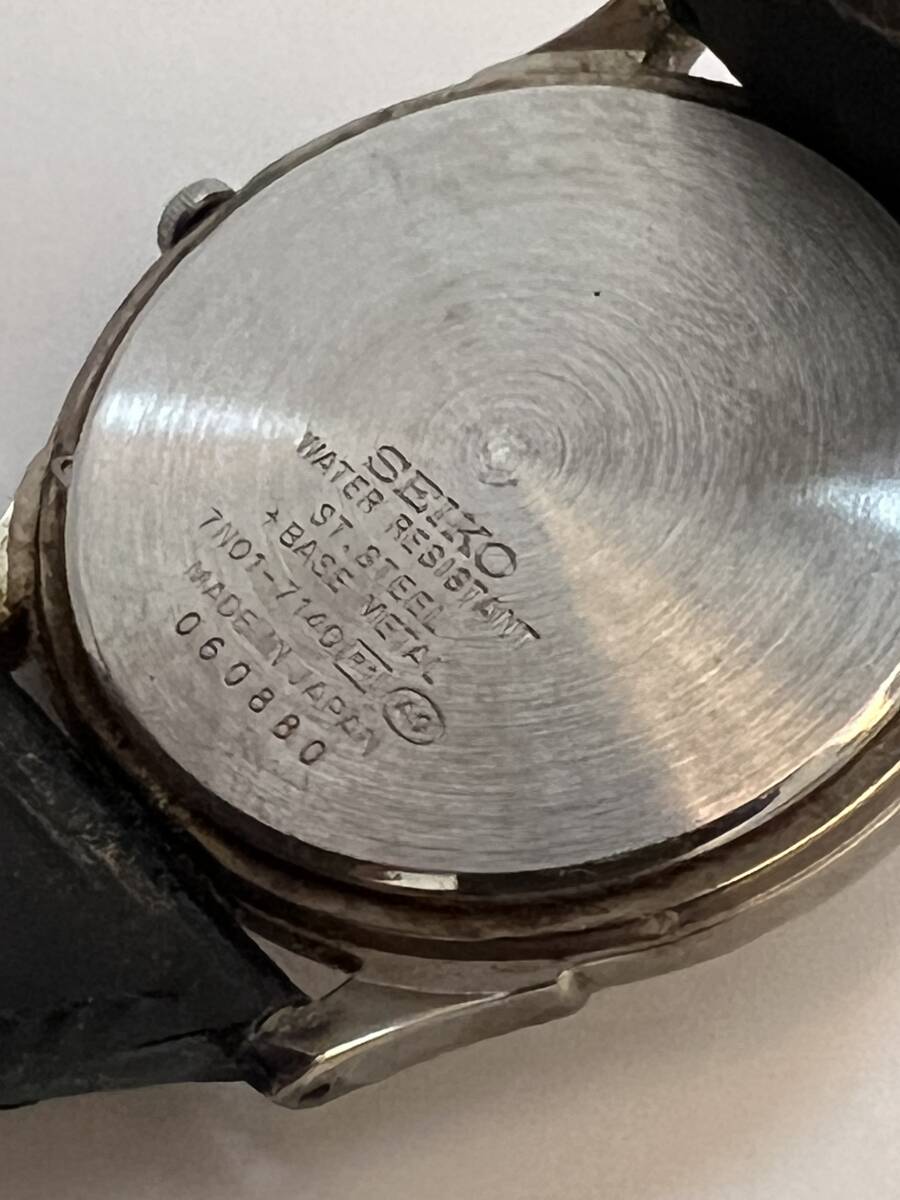 SEIKO
WATER RESISTANT
ST. STEEL
+BASE METAL
7N01-7140
MADE IN JAPAN
060880